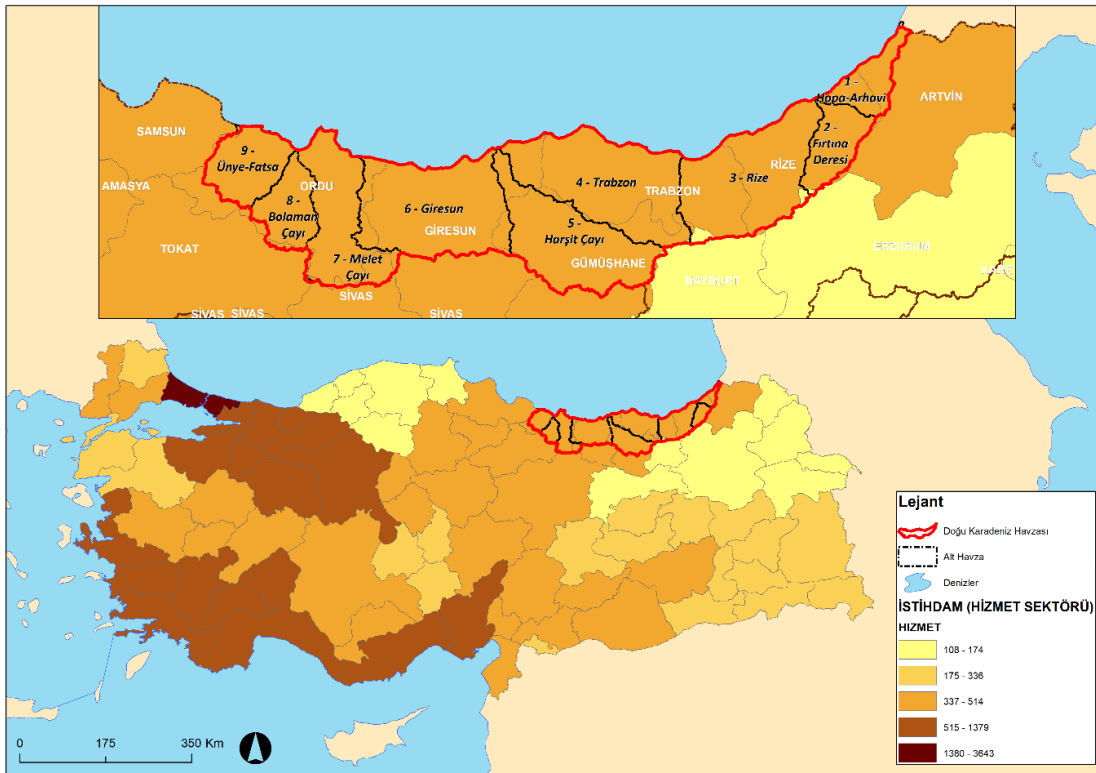 1 -
Hopa-Arhavi
ARTVİN
2 -
Fırtına
Deresi
SAMSUN
9 -
Ünye-Fatsa
RİZE
4 - Trabzon
3 - Rize
AMASYA
ORDU
TRABZON
8 -
Bolaman
Çayı
6 - Giresun
5 -
Harşit Çayı
GİRESUN
TOKAT
ERZURUM
7 - Melet
Çayı
GÜMÜŞHANE
BAYBURT
KARS
SİVAS
SİVAS SİVAS
SİVAS
Lejant
Doğu Karadeniz Havzası
Alt Havza
Denizler
İSTİHDAM (HİZMET SEKTÖRÜ)
HIZMET
108 - 174
175 - 336
337 - 514
515 - 1379
1380 - 3643
0 175 350 Km